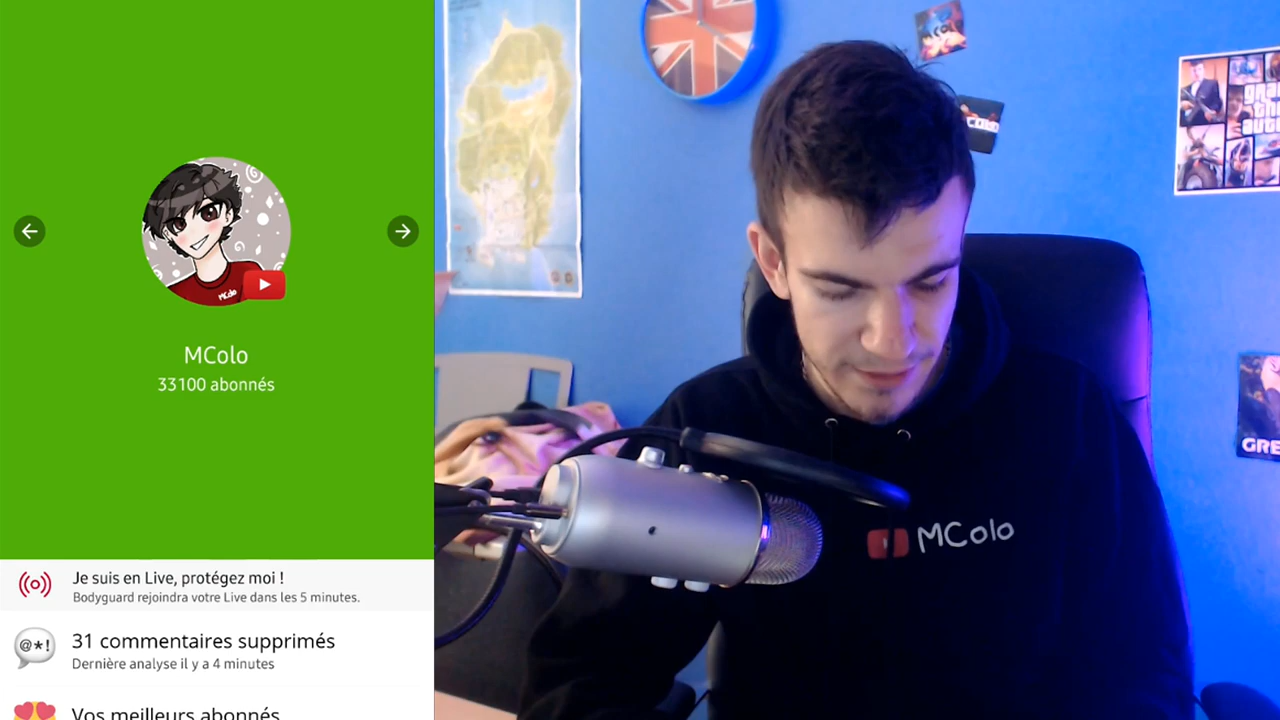 MColo
MColo
33100 abonnés
Je suis en Live, protégez moi !
Bodyguard rejoindra votre Live dans les 5 minutes.
@*!
31 commentaires supprimés
Dernière analyse il y a 4 minutes
Vos meilleurs abonnés
MColo